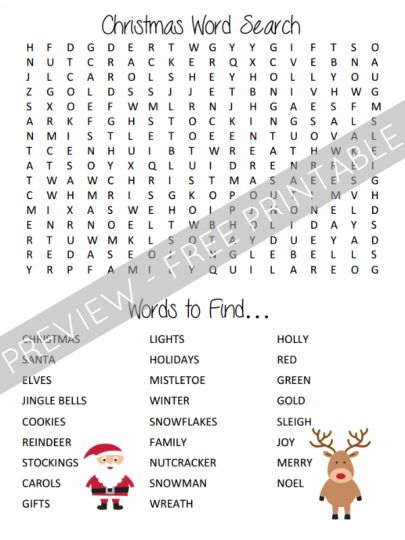 Christmas Word Search
H F D G D E R T W G Y Y G I F T S O
N U T C R A C K E R Q X C V E B N A
J L C A R O L S H E Y H O L L Y O U
Z G O L D S S J J E T B N I V H W G
S X O E F W M L R N J H G A E S F M
A R K F G H S T O C K I N G S A L S
N M I S T L E T O E E N T U O V A L
T C E N H U I B T W R E A T H W K E
A T S O Y X Q L U I D R E N R R E I
T W A W C H R I S T M A S A E E S G
C W H M R I S G K O P O U Y I M V H
M I X A S W E H O I P J N D N E L D
E N R N O E L T W B H O L I D A Y S
R T U W M K L S O T A Y D U E Y A D
R E D A S E O J I N G L E B E L L S
Y R P F A M I L Y Q U I L A R E O G
PREVIEW - FREE PRINTABLE
Words to Find...
CHRISTMAS LIGHTS HOLLY
SANTA HOLIDAYS RED
ELVES MISTLETOE GREEN
JINGLE BELLS WINTER GOLD
COOKIES SNOWFLAKES SLEIGH
REINDEER FAMILY JOY
STOCKINGS NUTCRACKER MERRY
CAROLS SNOWMAN NOEL
GIFTS WREATH